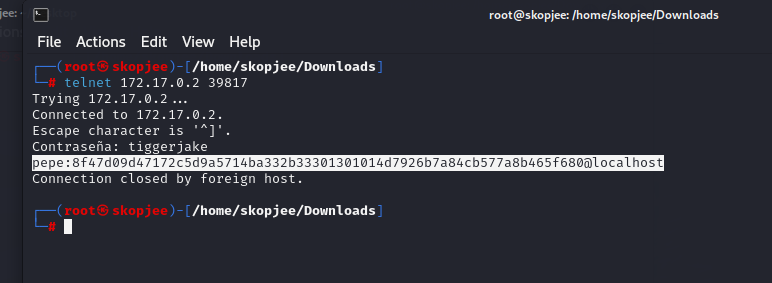 root@skopjee: /home/skopjee/Downloads
File Actions Edit View Help
┌──(root㉿skopjee)-[/home/skopjee/Downloads]
└─# telnet 172.17.0.2 39817
Trying 172.17.0.2...
Connected to 172.17.0.2.
Escape character is '^]'.
Contraseña: tiggerjake
pepe:8f47d09d47172c5d9a5714ba332b33301301014d7926b7a84cb577a8b465f680@localhost
Connection closed by foreign host.
┌──(root㉿skopjee)-[/home/skopjee/Downloads]
└─#